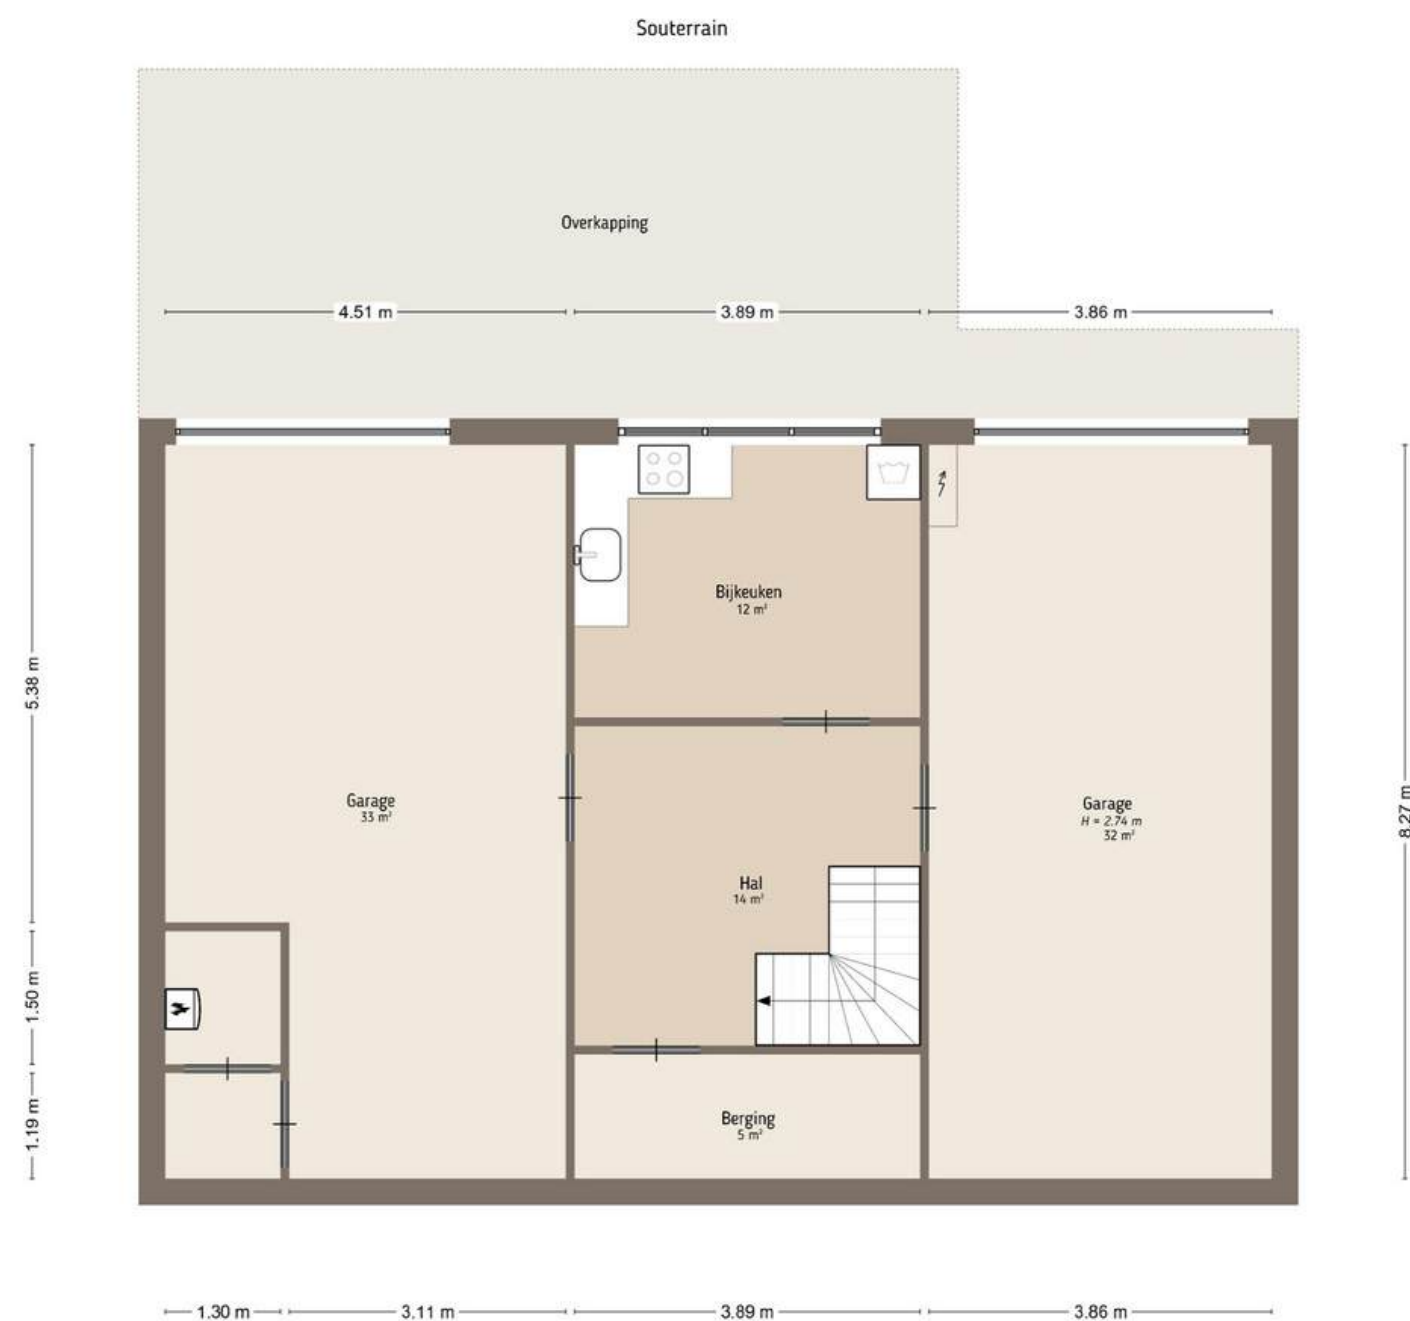 Souterrain
Overkapping
4.51 m
3.89 m
3.86 m
Bijkeuken
12 m²
5.38 m
8.27 m
Garage
33 m²
Garage
H = 2.74 m
32 m²
Hal
14 m²
1.50 m
1.19 m
Berging
5 m²
1.30 m
3.11 m
3.89 m
3.86 m